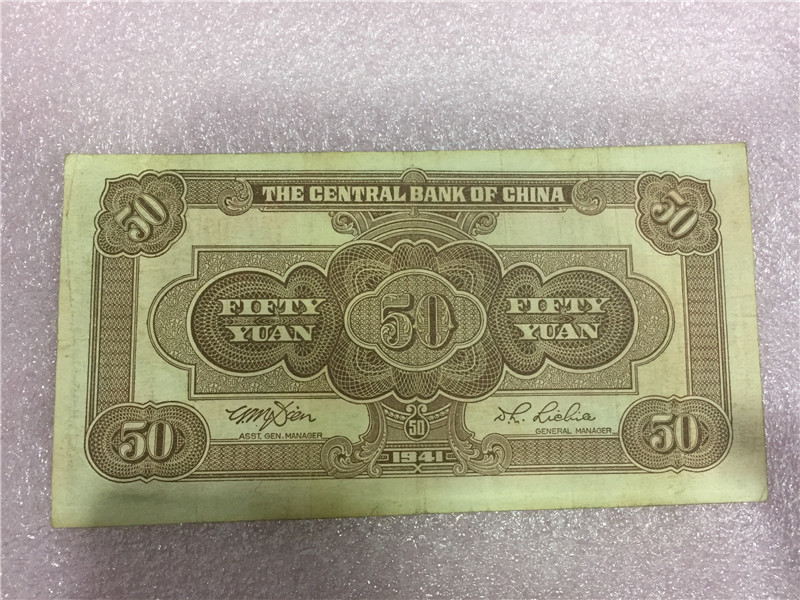 THE CENTRAL BANK OF CHINA
50
50
FIFTY
YUAN
50
FIFTY
YUAN
50
ASST. GEN. MANAGER
50
GENERAL MANAGER
50
1941
50